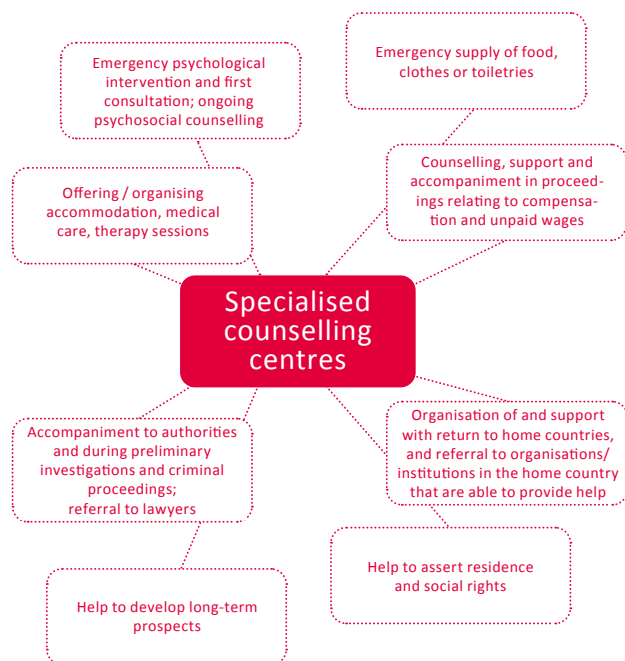 Emergency psychological
intervention and first
consultation; ongoing
psychosocial counselling
Emergency supply of food,
clothes or toiletries
Offering / organising
accommodation, medical
care, therapy sessions
Counselling, support and
accompaniment in proceed-
ings relating to compensa-
tion and unpaid wages
Specialised
counselling
centres
Accompaniment to authorities
and during preliminary
investigations and criminal
proceedings;
referral to lawyers
Organisation of and support
with return to home countries,
and referral to organisations/
institutions in the home country
that are able to provide help
Help to develop long-term
prospects
Help to assert residence
and social rights